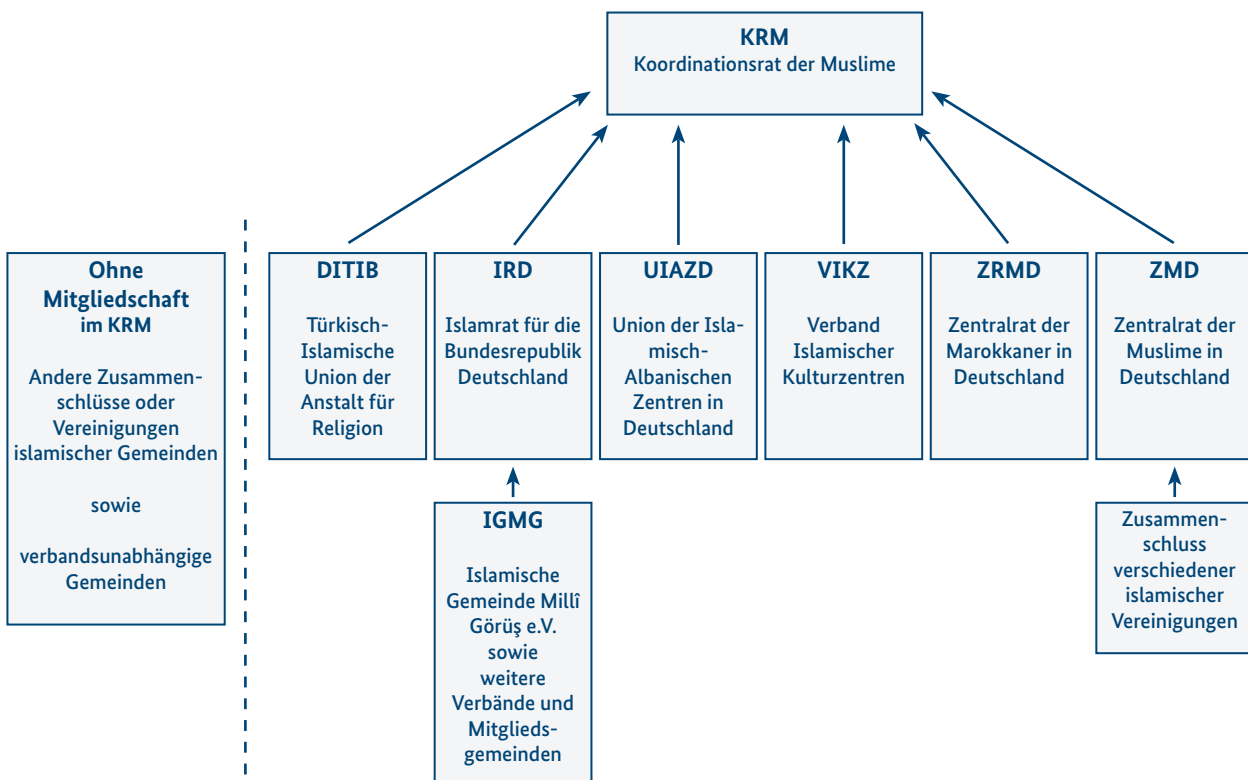 KRM
Koordinationsrat der Muslime
Ohne
Mitgliedschaft
im KRM
Andere Zusammen-
schlüsse oder
Vereinigungen
islamischer Gemeinden
sowie
verbandsunabhängige
Gemeinden
DITIB
Türkisch-
Islamische
Union der
Anstalt für
Religion
IRD
Islamrat für die
Bundesrepublik
Deutschland
UIAZD
Union der Isla-
misch-
Albanischen
Zentren in
Deutschland
VIKZ
Verband
Islamischer
Kulturzentren
ZRMD
Zentralrat der
Marokkaner in
Deutschland
ZMD
Zentralrat der
Muslime in
Deutschland
IGMG
Islamische
Gemeinde Millî
Görüş e.V.
sowie
weitere
Verbände und
Mitglieds-
gemeinden
Zusammen-
schluss
verschiedener
islamischer
Vereinigungen